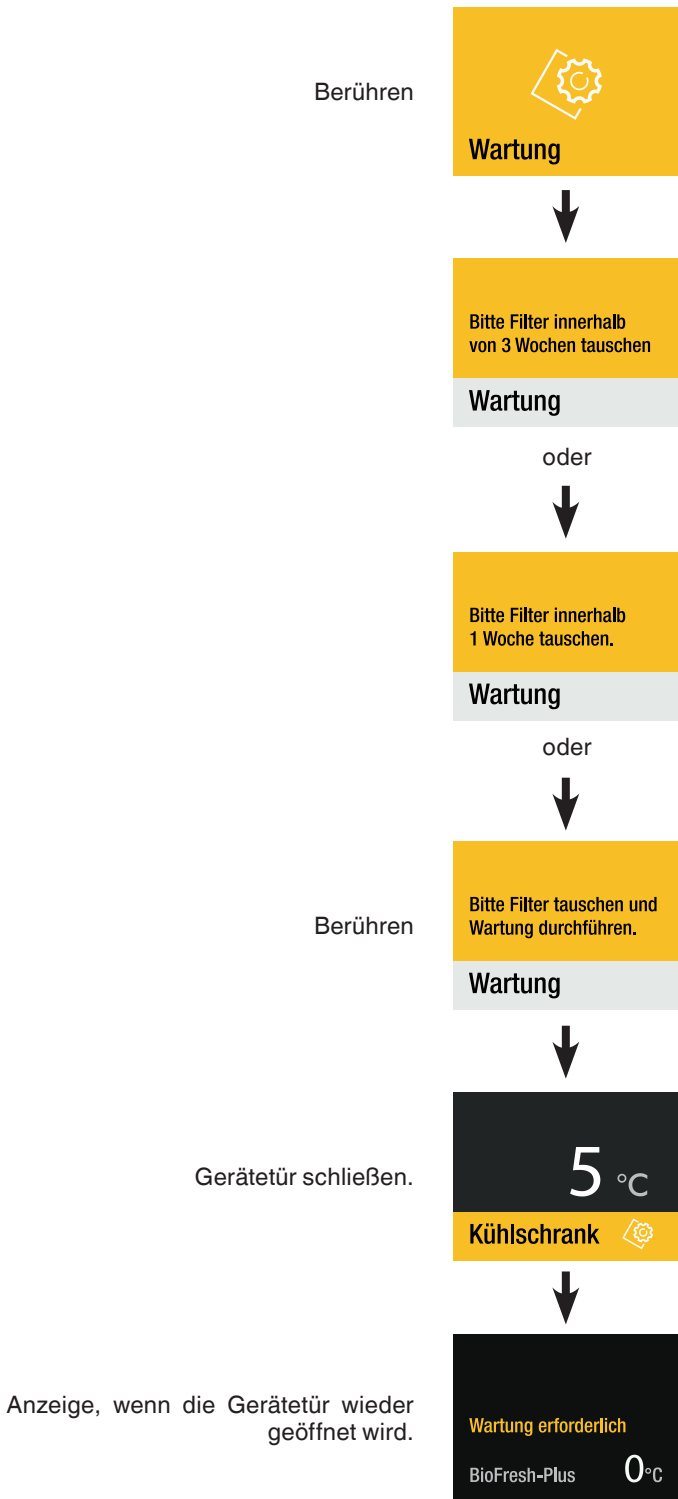 Berühren
Wartung
Bitte Filter innerhalb
von 3 Wochen tauschen
Wartung
oder
Bitte Filter innerhalb
1 Woche tauschen.
Wartung
oder
Berühren
Bitte Filter tauschen und
Wartung durchführen.
Wartung
Gerätetür schließen.
5 °C
Kühlschrank
Anzeige, wenn die Gerätetür wieder
geöffnet wird.
Wartung erforderlich
BioFresh-Plus 0°C